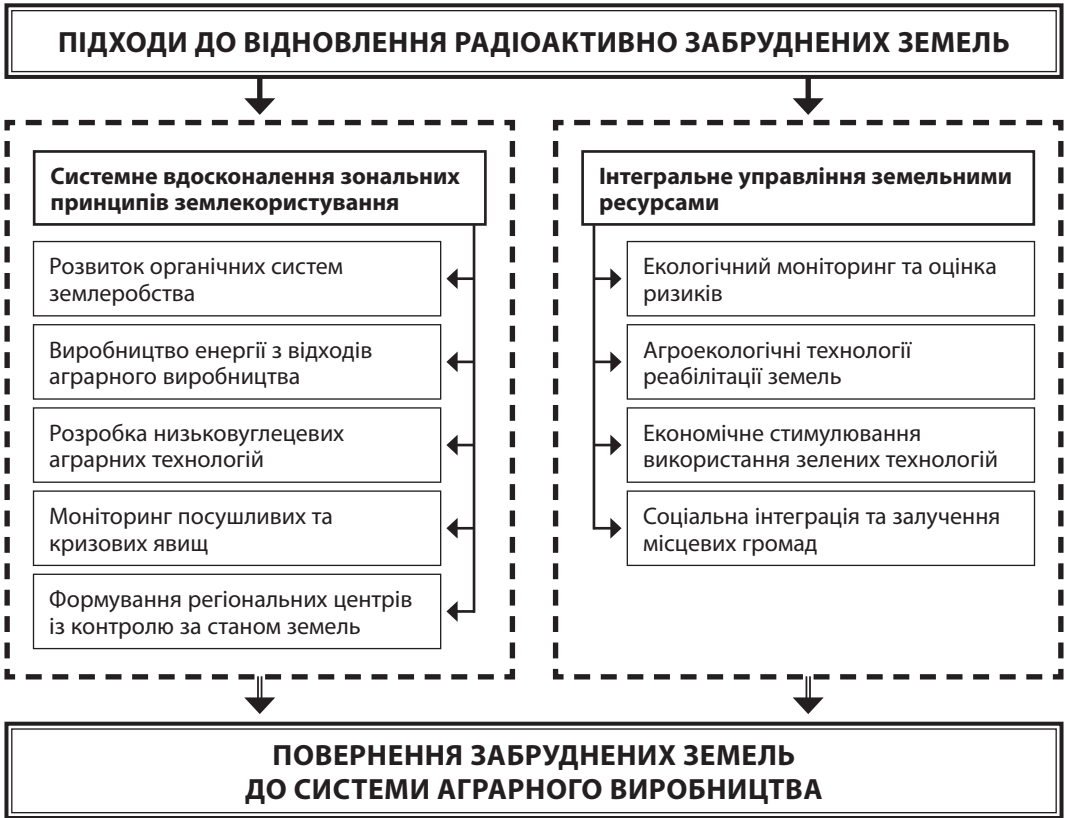 ПІДХОДИ ДО ВІДНОВЛЕННЯ РАДІОАКТИВНО ЗАБРУДНЕНИХ ЗЕМЕЛЬ
Системне вдосконалення зональних
принципів землекористування
Розвиток органічних систем
землеробства
Виробництво енергії з відходів
аграрного виробництва
Розробка низьковуглецевих
аграрних технологій
Моніторинг посушливих та
кризових явищ
Формування регіональних центрів
із контролю за станом земель
Інтегральне управління земельними
ресурсами
Екологічний моніторинг та оцінка
ризиків
Агроекологічні технології
реабілітації земель
Економічне стимулювання
використання зелених технологій
Соціальна інтеграція та залучення
місцевих громад
ПОВЕРНЕННЯ ЗАБРУДНЕНИХ ЗЕМЕЛЬ
ДО СИСТЕМИ АГРАРНОГО ВИРОБНИЦТВА